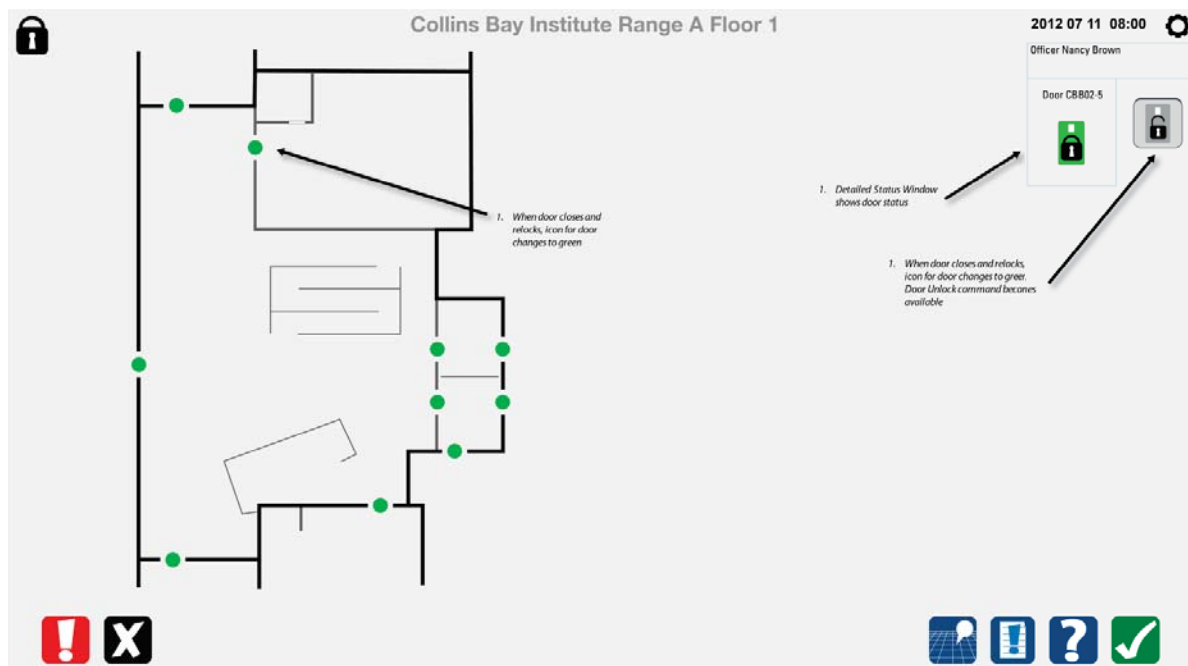 Collins Bay Institute Range A Floor 1
2012 07 11 08:00
Officer Nancy Brown
Door CBB02-5
1. Detailed Status Window
shows door status
1. When door closes and
relocks, icon for door
changes to green
1. When door closes and relocks,
icon for door changes to greer.
Door Unlock command becanes
available